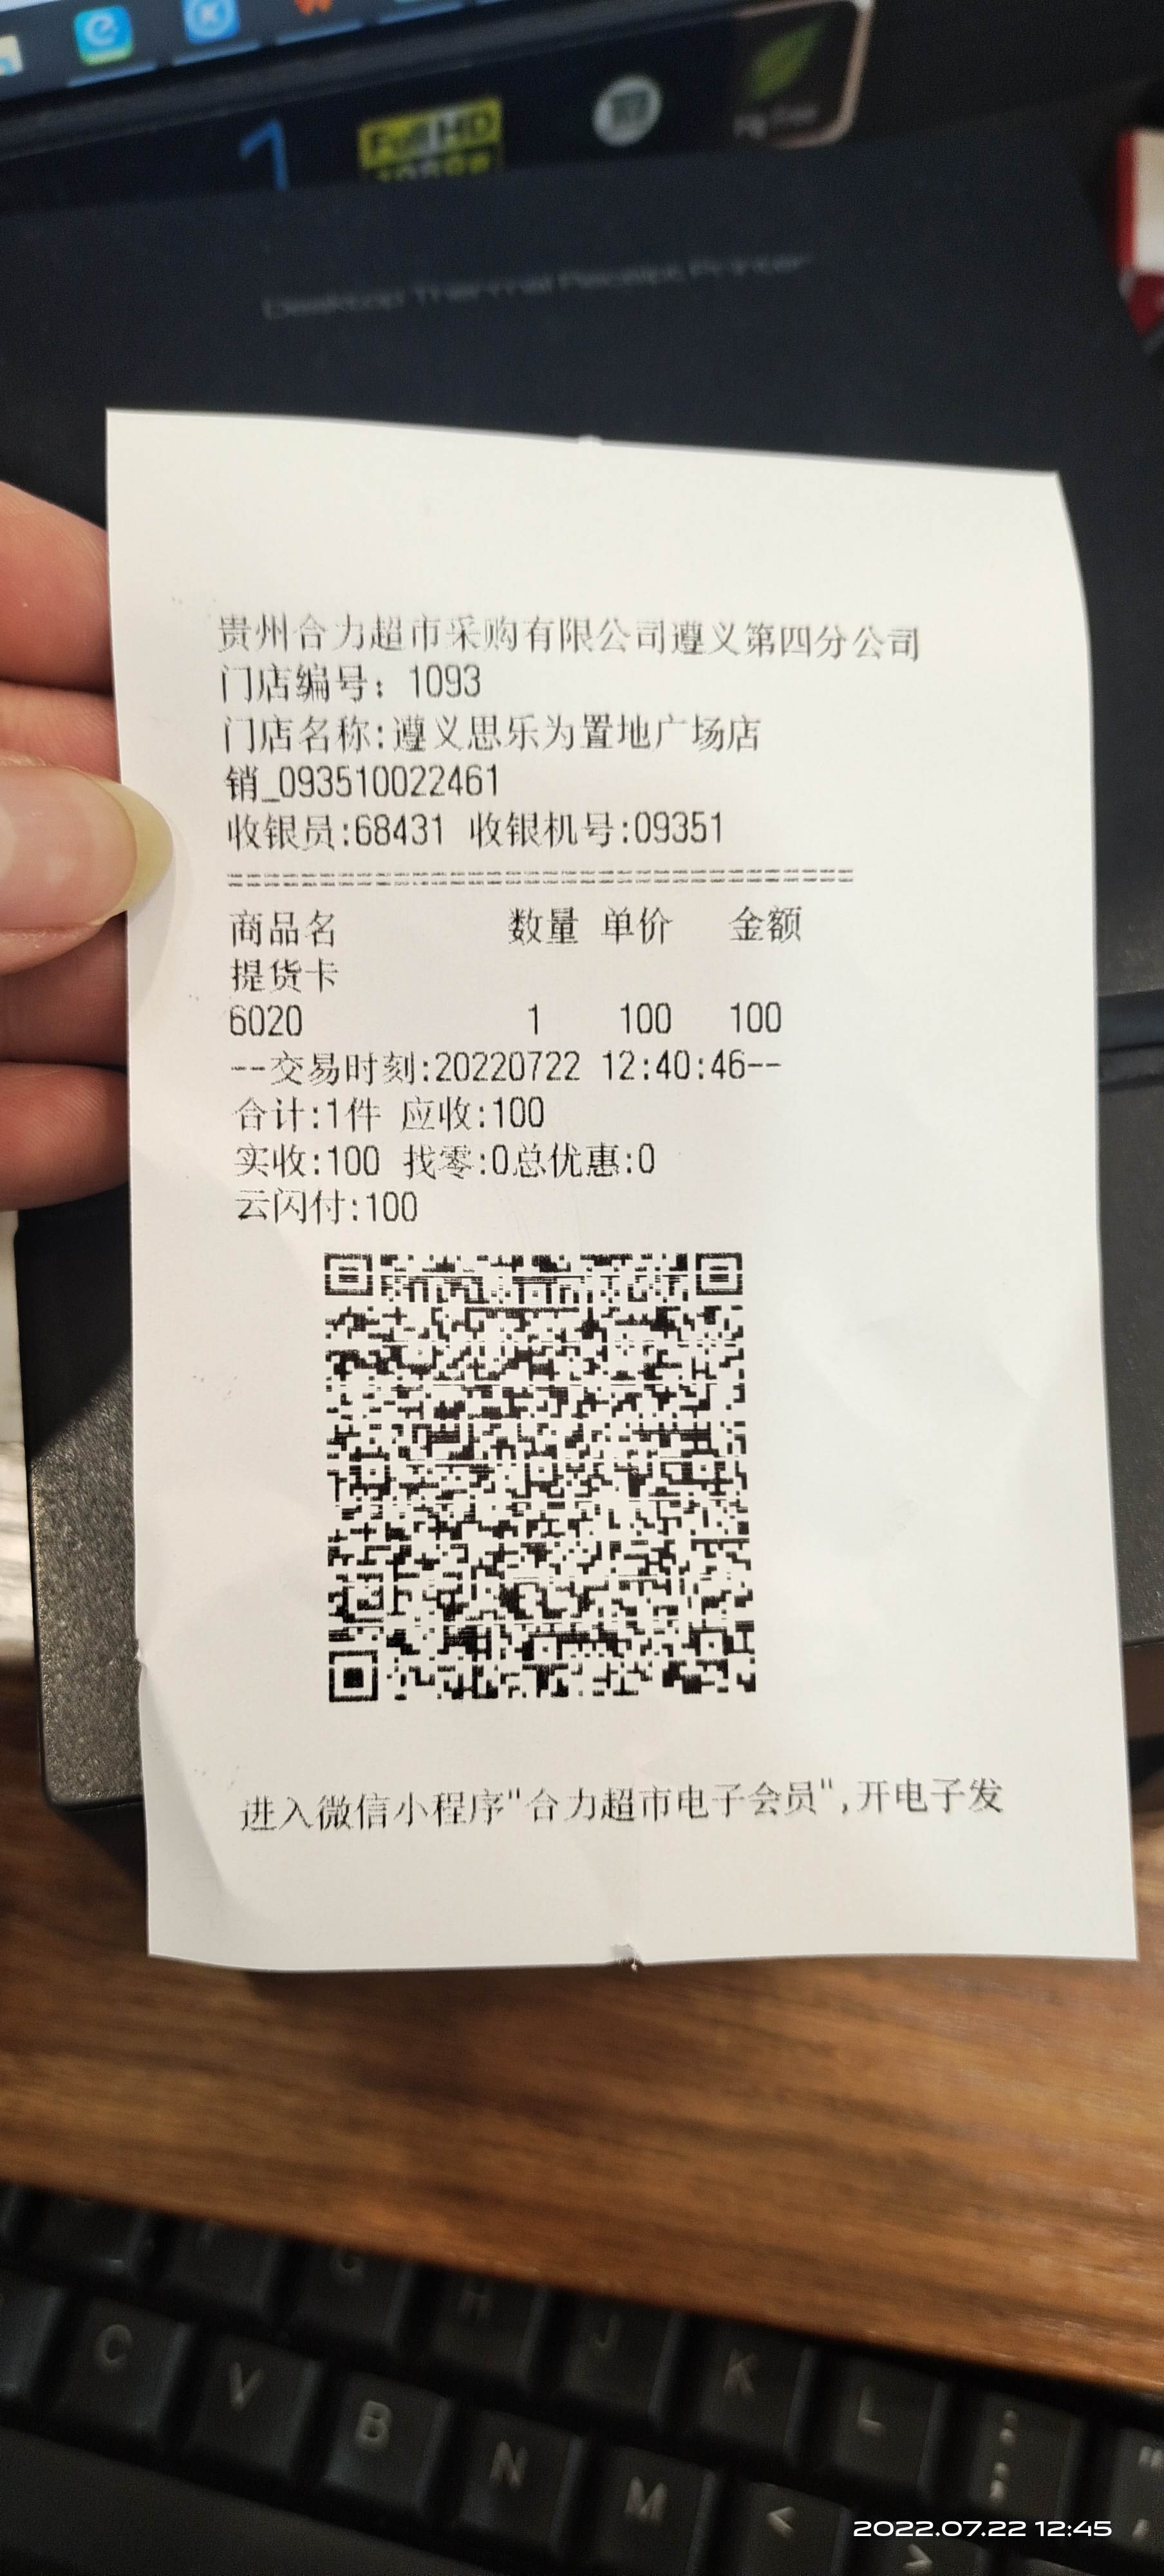 Full HD
1080p
Desktop Thermal Receipt Printer
贵州合力超市采购有限公司遵义第四分公司
门店编号：1093
门店名称:遵义思乐为置地广场店
销_093510022461
收银员:68431 收银机号:09351
商品名 数量 单价 金额
提货卡
6020 1 100 100
--交易时刻:20220722 12:40:46--
合计:1件 应收:100
实收:100 找零:0总优惠:0
云闪付:100
进入微信小程序"合力超市电子会员",开电子发
G H J K L
C V B N M <
>
2022.07.22 12:45